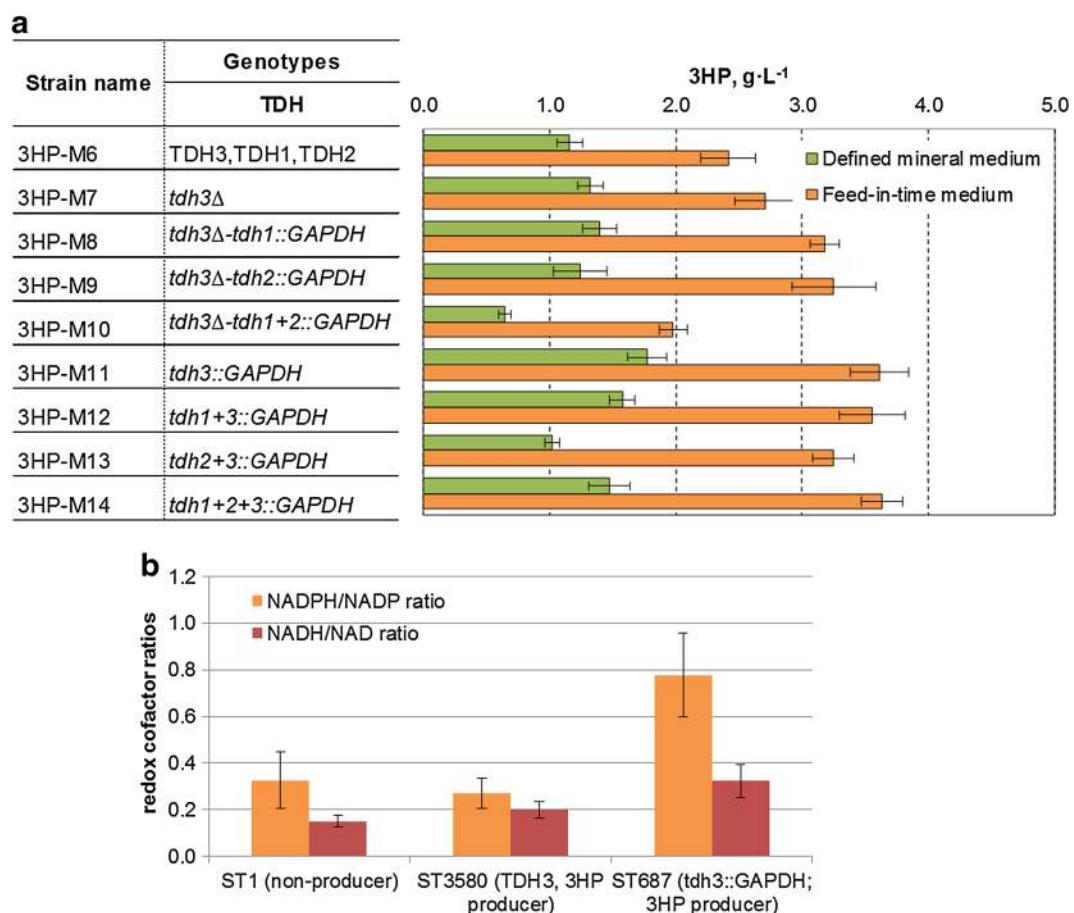 a
Strain name
Genotypes
TDH
3HP, g·L⁻¹
0.0 1.0 2.0 3.0 4.0 5.0
3HP-M6 TDH3,TDH1,TDH2
3HP-M7 tdh3Δ
3HP-M8 tdh3Δ-tdh1::GAPDH
3HP-M9 tdh3Δ-tdh2::GAPDH
3HP-M10 tdh3Δ-tdh1+2::GAPDH
3HP-M11 tdh3::GAPDH
3HP-M12 tdh1+3::GAPDH
3HP-M13 tdh2+3::GAPDH
3HP-M14 tdh1+2+3::GAPDH
Defined mineral medium
Feed-in-time medium
b
redox cofactor ratios
1.2
1.0
0.8
0.6
0.4
0.2
0.0
NADPH/NADP ratio
NADH/NAD ratio
ST1 (non-producer)
ST3580 (TDH3, 3HP
producer)
ST687 (tdh3::GAPDH;
3HP producer)